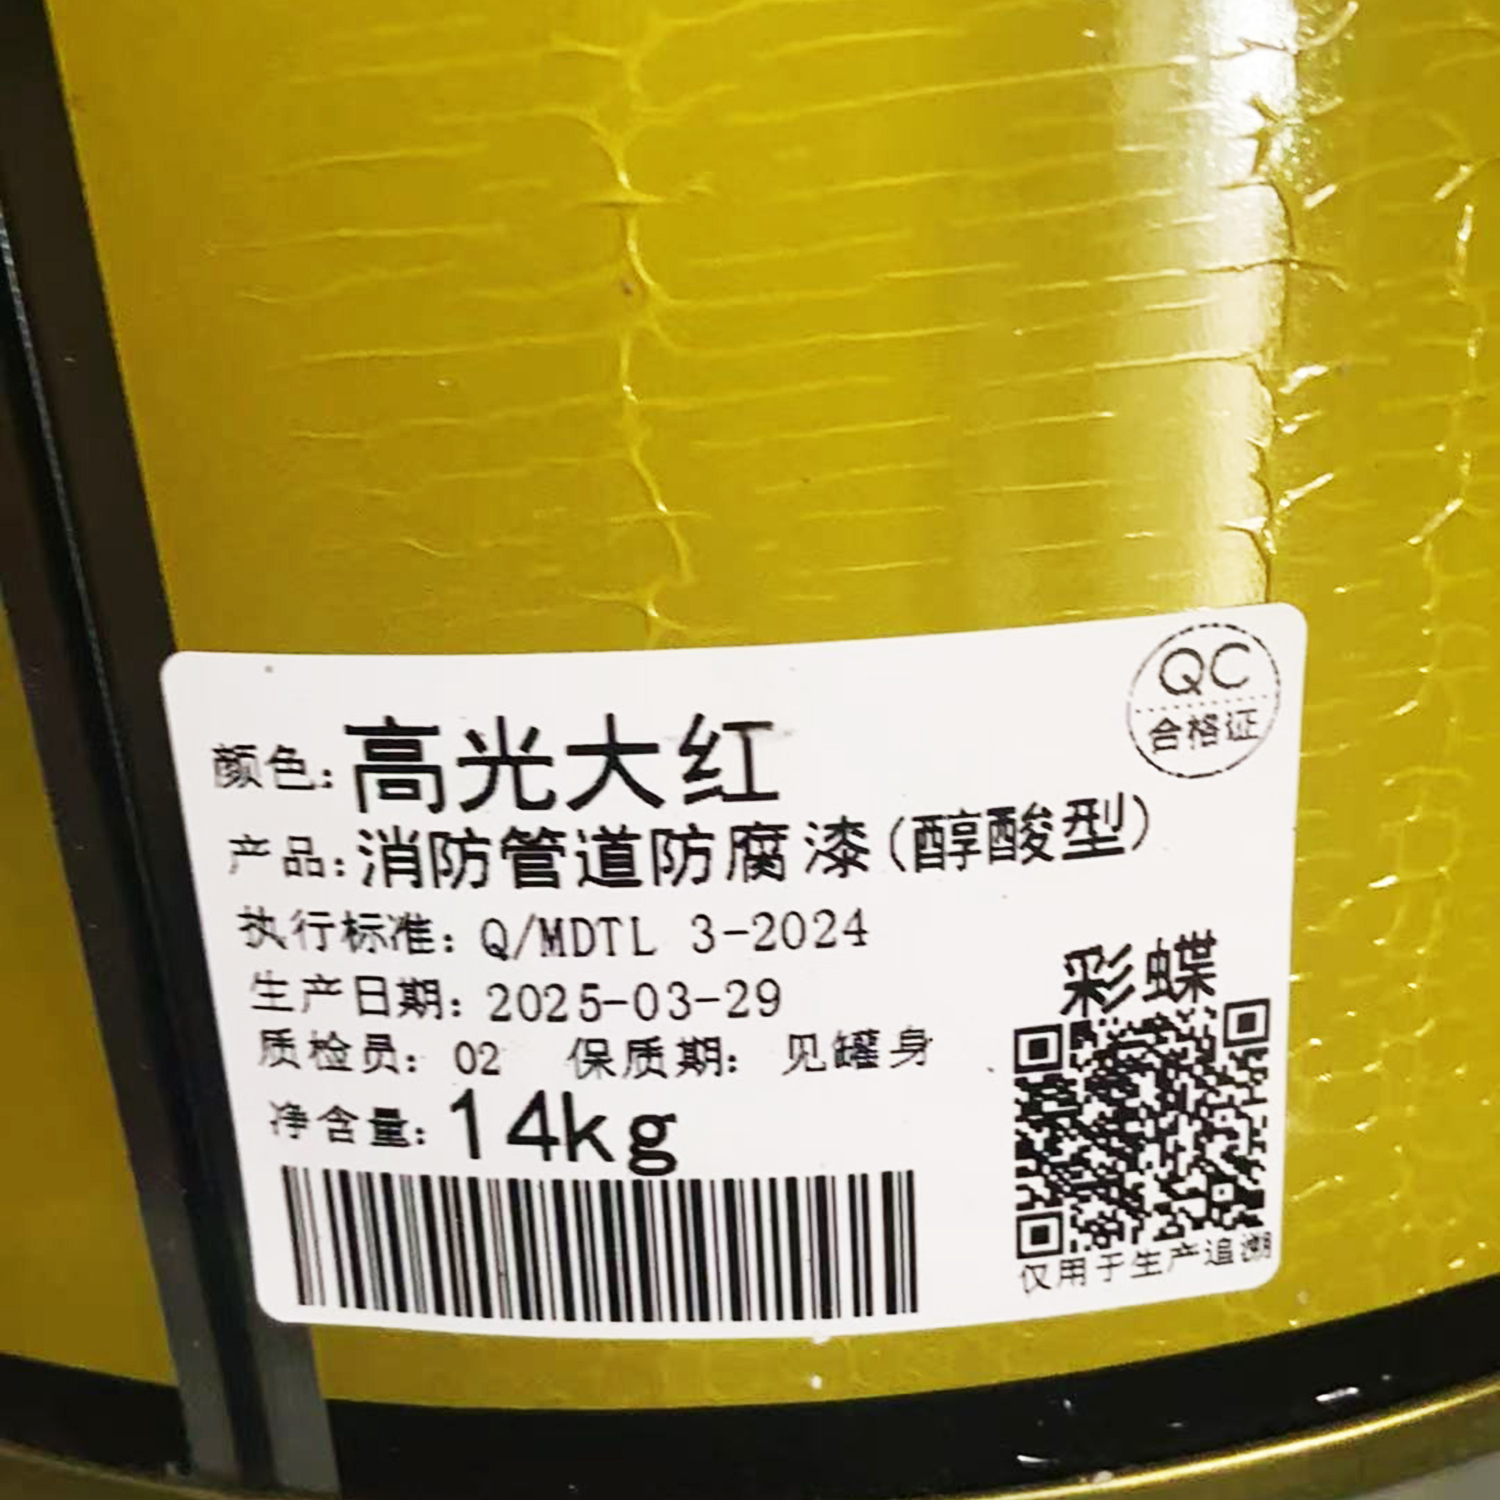 QC
合格证
颜色:高光大红
产品:消防管道防腐漆(醇酸型)
执行标准: Q/MDTL 3-2024
生产日期: 2025-03-29
质检员: 02 保质期: 见罐身
净含量: 14kg
彩蝶
仅用于生产追溯